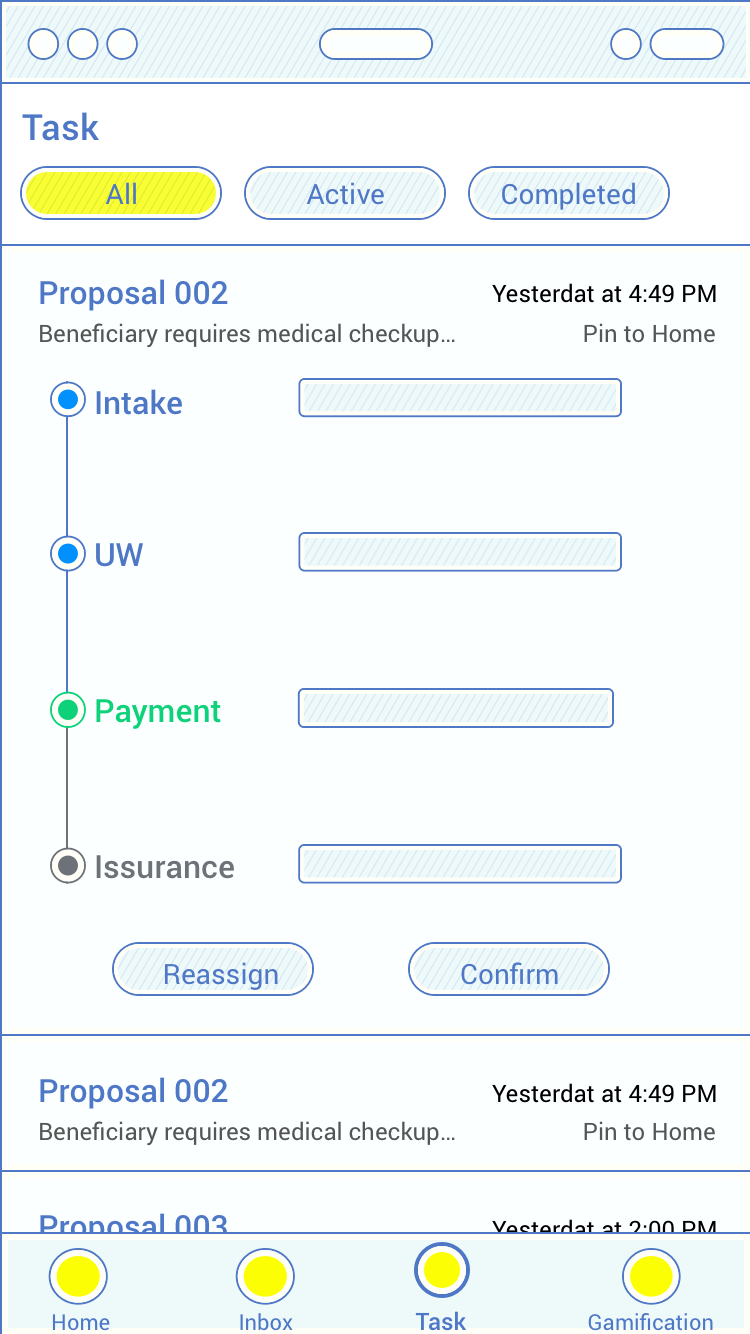 Task
All Active Completed
Proposal 002 Yesterdat at 4:49 PM
Beneficiary requires medical checkup... Pin to Home
Intake
UW
Payment
Issurance
Reassign Confirm
Proposal 002 Yesterdat at 4:49 PM
Beneficiary requires medical checkup... Pin to Home
Proposal 003 Yesterdat at 2:00 PM
Home Inbox Task Gamification